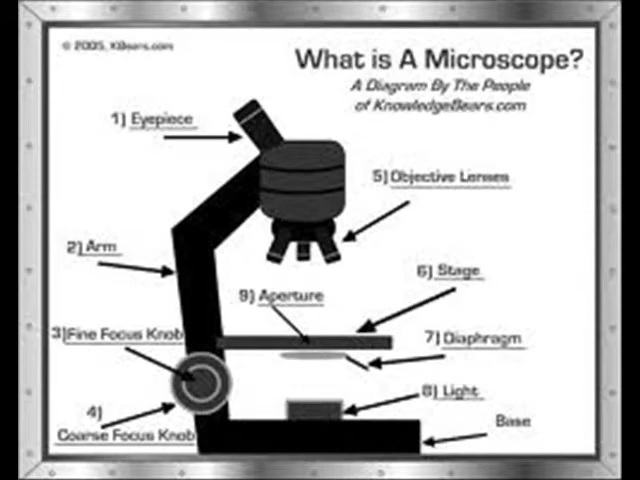 © 2005, KBears.com
What is A Microscope?
A Diagram By The People
of KnowledgeBears.com
1) Eyepiece
5) Objective Lenses
2) Arm
6) Stage
9) Aperture
3) Fine Focus Knob
7) Diaphragm
4)
Coarse Focus Knob
8) Light
Base